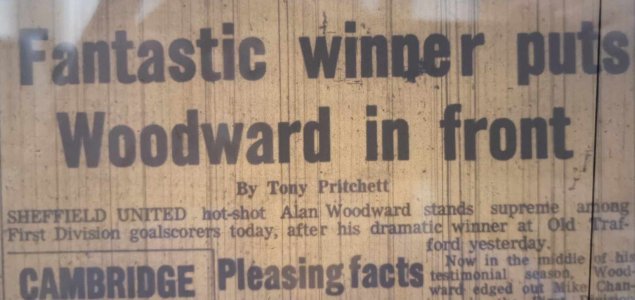 Fantastic winner puts
Woodward in front
By Tony Pritchett
SHEFFIELD UNITED hot-shot Alan Woodward stands supreme among
First Division goalscorers today, after his dramatic winner at Old Traf-
ford yesterday.
CAMBRIDGE
Pleasing facts
Now in the middle of his
testimonial season, Wood-
ward edged out Mike Chan-